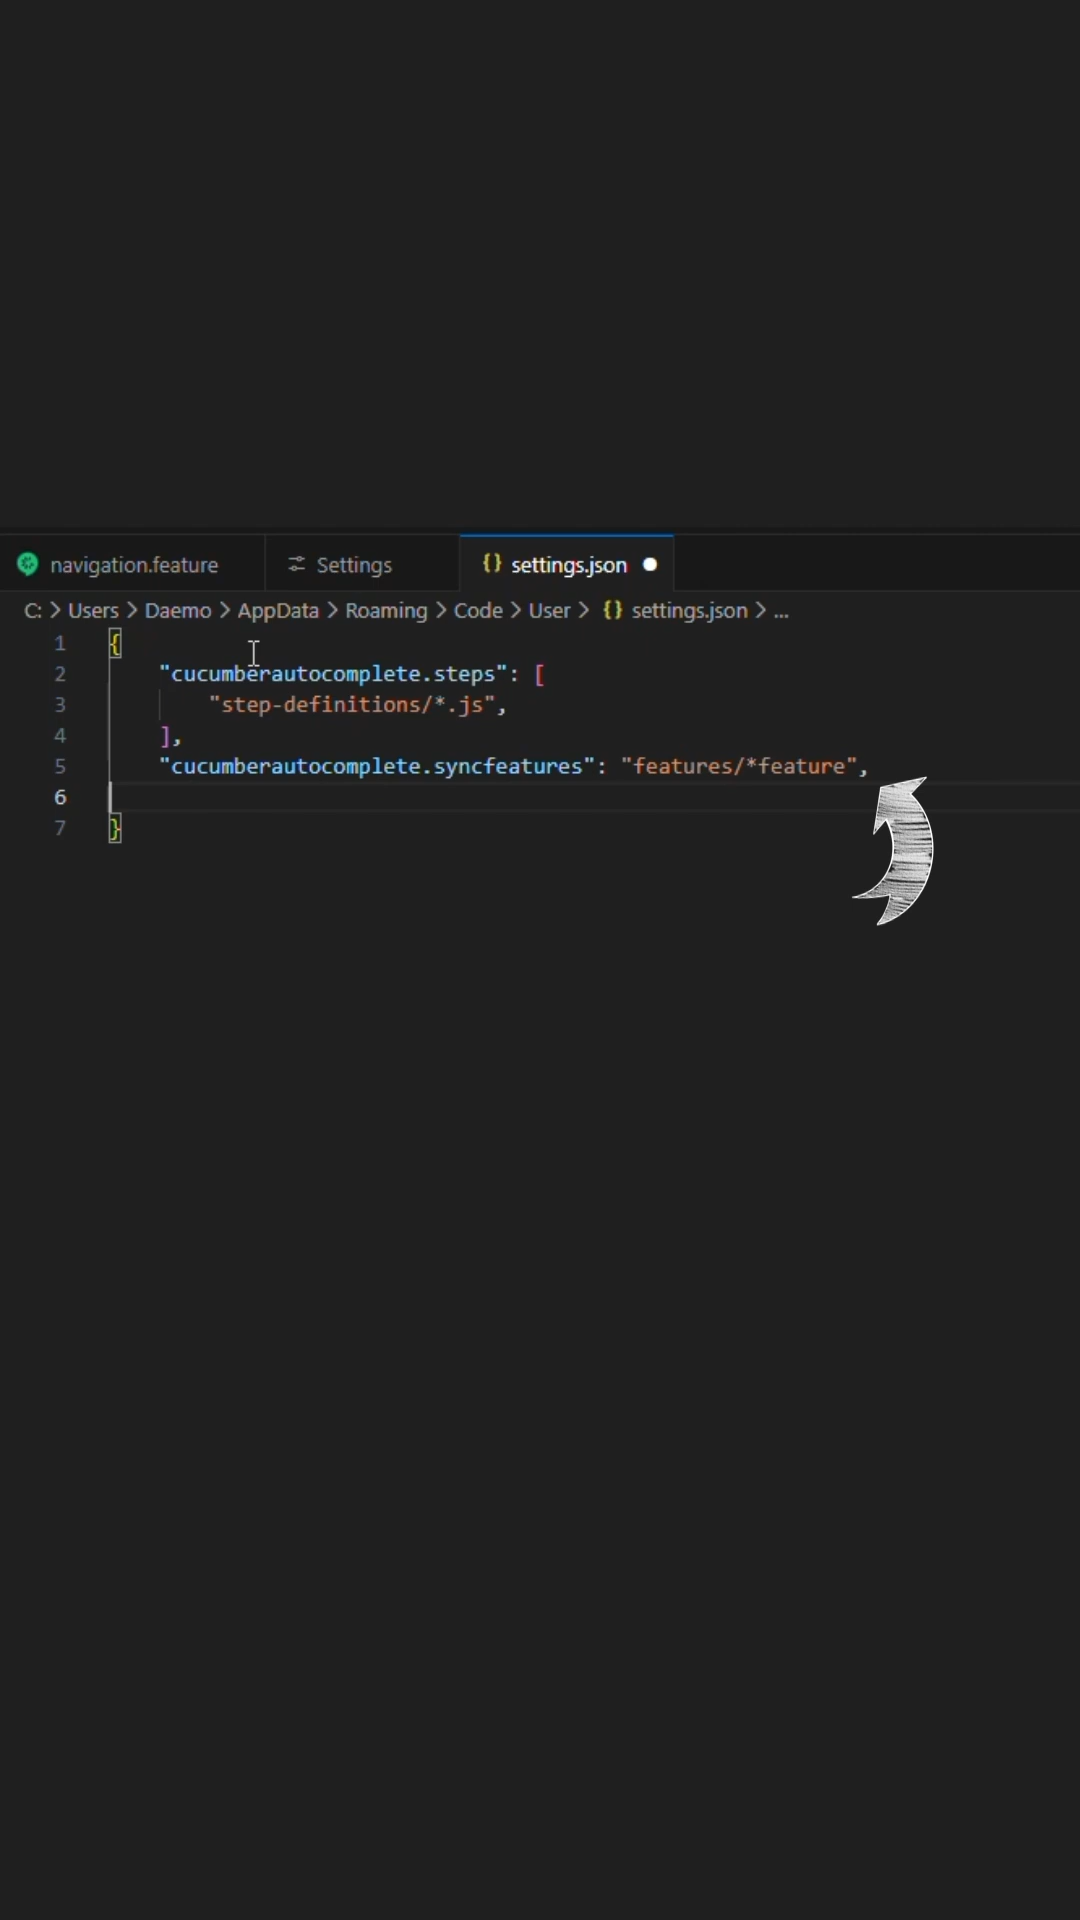 navigation.feature Settings {} settings.json
C: > Users > Daemo > AppData > Roaming > Code > User > {} settings.json > ...
1 {
2 "cucumberautocomplete.steps": [
3 "step-definitions/*.js",
4 ],
5 "cucumberautocomplete.syncfeatures": "features/*feature",
6
7 }